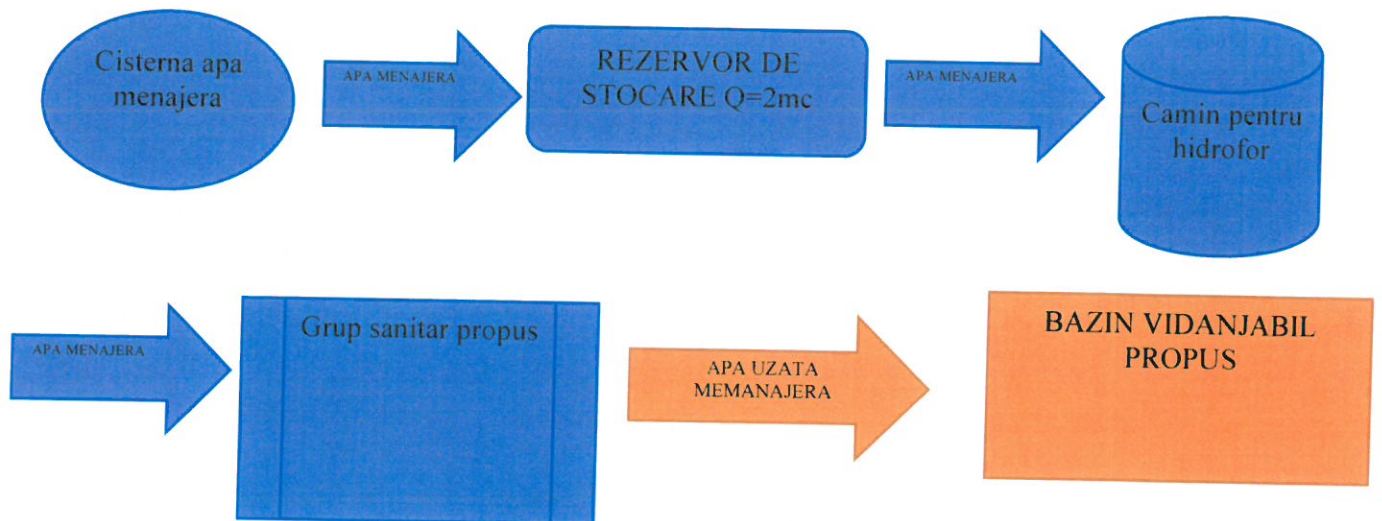 Cisterna apa
menajera
APA MENAJERA
REZERVOR DE
STOCARE Q=2mc
APA MENAJERA
Camin pentru
hidrofor
APA MENAJERA
Grup sanitar propus
APA UZATA
MEMANAJERA
BAZIN VIDANJABIL
PROPUS